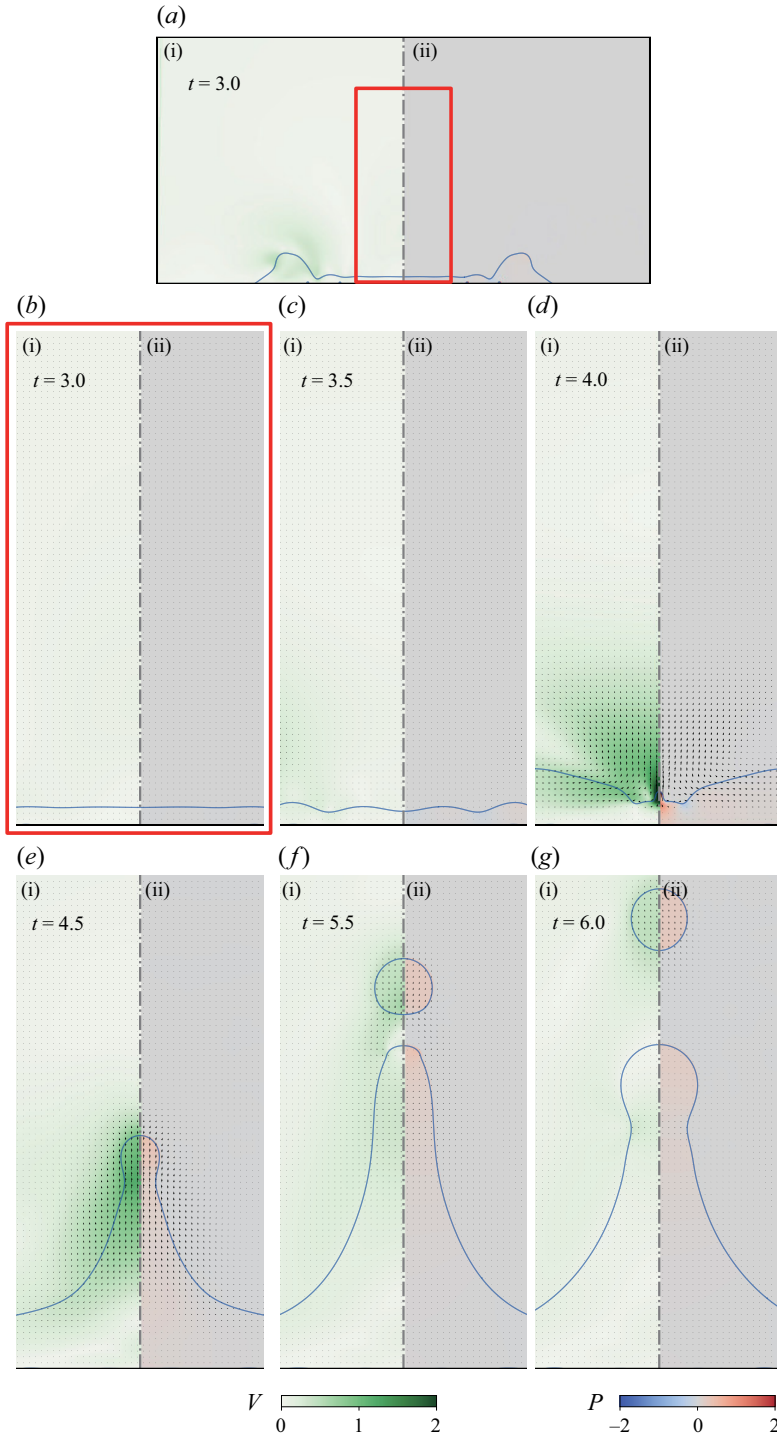 (a)
(i) (ii)
t = 3.0
(b) (c) (d)
(i) (ii) (i) (ii) (i) (ii)
t = 3.0 t = 3.5 t = 4.0
(e) (f) (g)
(i) (ii) (i) (ii) (i) (ii)
t = 4.5 t = 5.5 t = 6.0
V P
0 1 2 –2 0 2